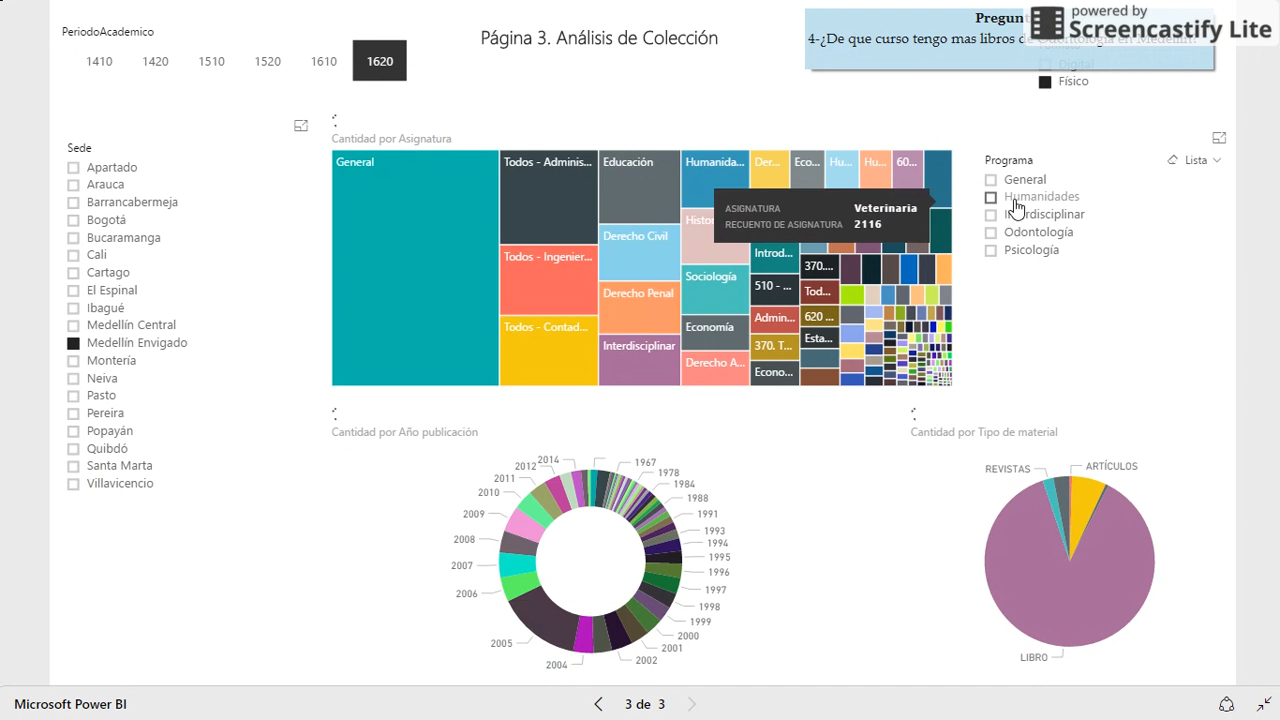 PeriodoAcademico
1410 1420 1510 1520 1610 1620
Página 3. Análisis de Colección
powered by
Screencastify Lite
Pregun
4-¿De que curso tengo mas libros de Odontología en Medellín?
Digital
Físico
Sede
Apartado
Arauca
Barrancabermeja
Bogotá
Bucaramanga
Cali
Cartago
El Espinal
Ibagué
Medellín Central
Medellín Envigado
Montería
Neiva
Pasto
Pereira
Popayán
Quibdó
Santa Marta
Villavicencio
Cantidad por Asignatura
General
Todos - Adminis...
Todos - Ingenier...
Todos - Contad...
Educación
Derecho Civil
Derecho Penal
Interdisciplinar
Humanida...
Histor
Sociología
Economía
Derecho A...
Der...
Introd...
510 - ...
Admin...
370. T...
Econo...
Eco...
370....
Tod...
620 ...
Esta...
Hu...
Hu...
60...
ASIGNATURA Veterinaria
RECUENTO DE ASIGNATURA 2116
Programa
Lista
General
Humanidades
Interdisciplinar
Odontología
Psicología
Cantidad por Año publicación
2014
2012
2011
2010
2009
2008
2007
2006
2005
2004
1967
1978
1984
1988
1991
1993
1994
1995
1996
1997
1998
1999
2000
2001
2002
Cantidad por Tipo de material
REVISTAS
ARTÍCULOS
LIBRO
Microsoft Power BI
3 de 3